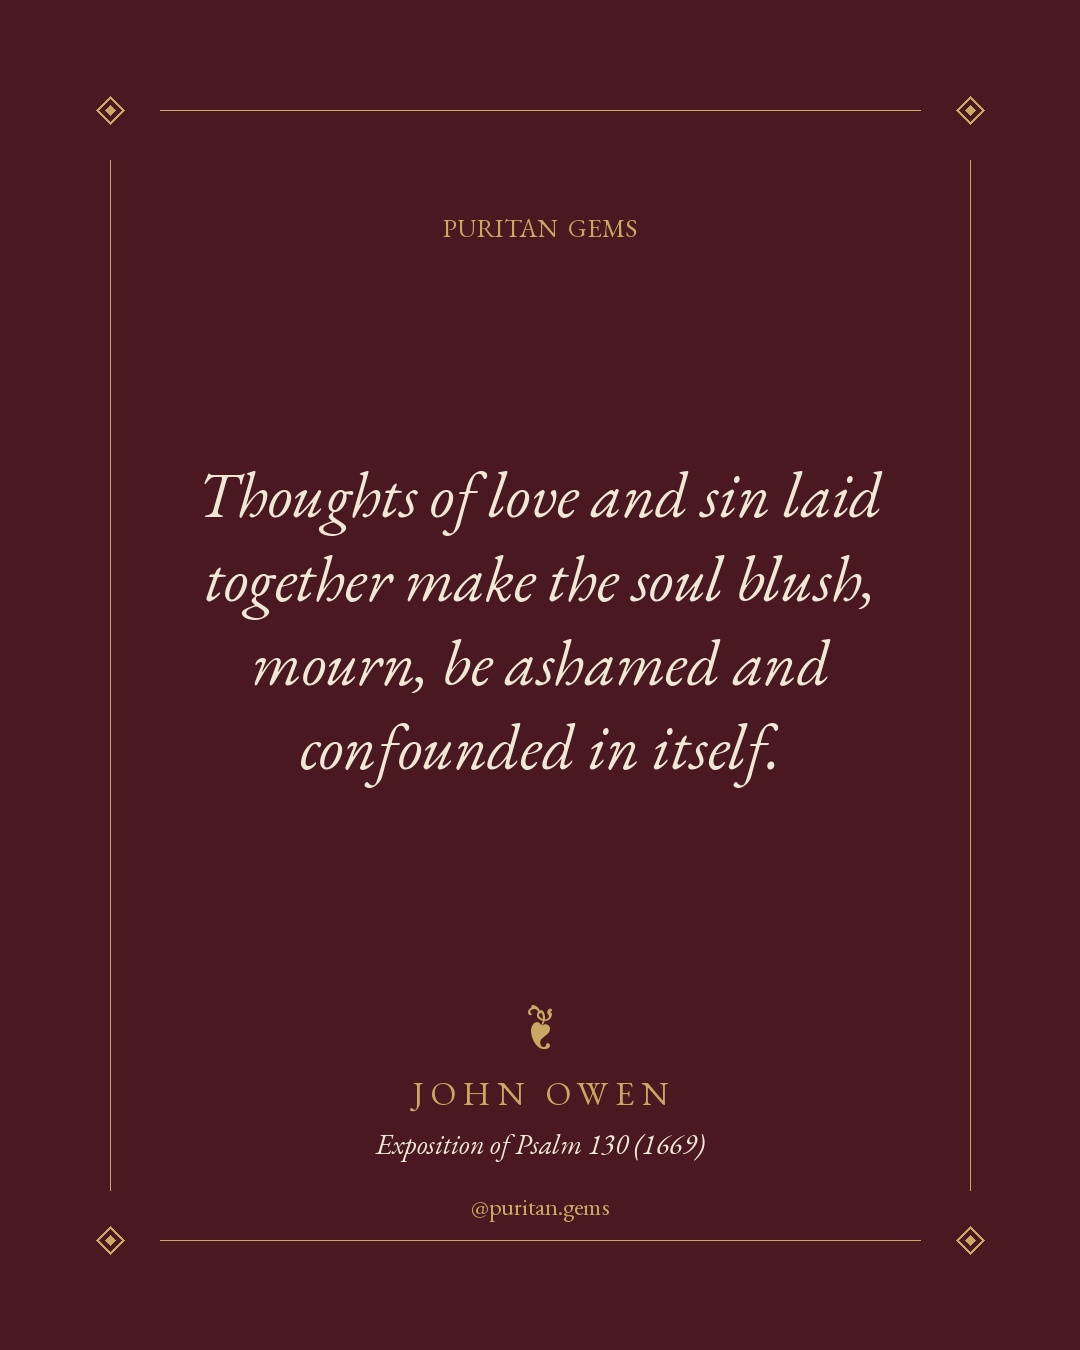 PURITAN GEMS
Thoughts of love and sin laid
together make the soul blush,
mourn, be ashamed and
confounded in itself.
JOHN OWEN
Exposition of Psalm 130 (1669)
@puritan.gems